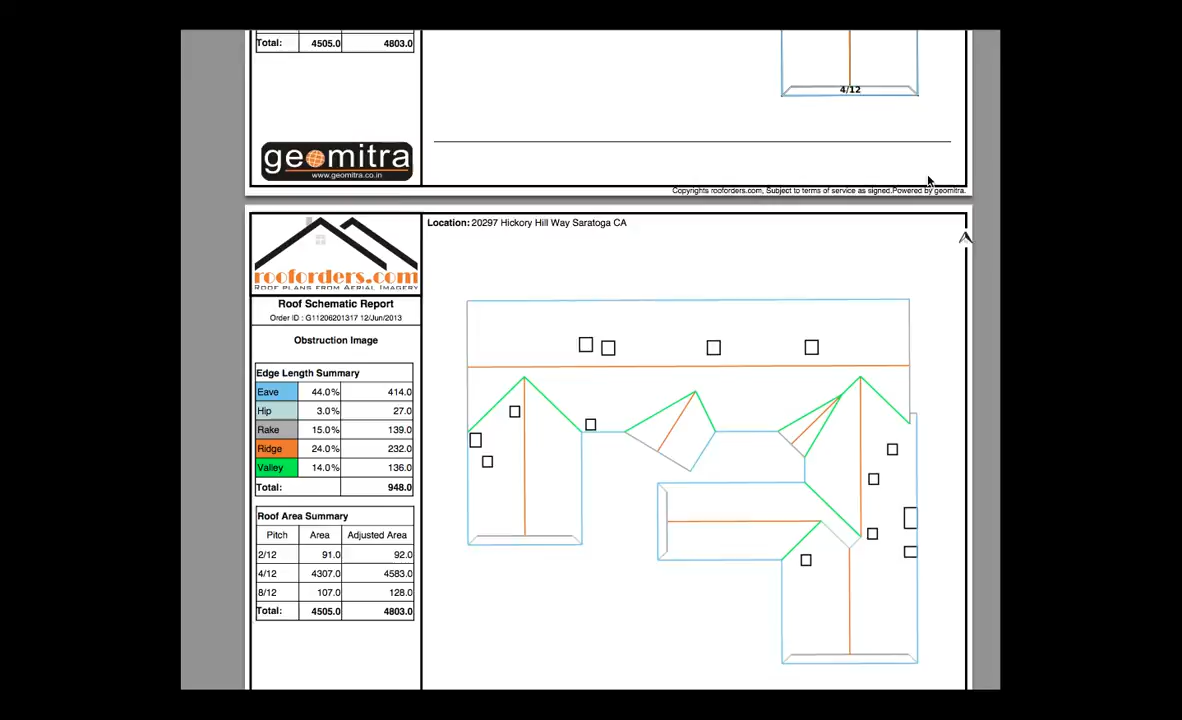 Total: 4505.0 4803.0
4/12
geomitra
www.geomitra.co.in
Copyrights rooforders.com, Subject to terms of service as signed.Powered by geomitra.
rooforders.com
ROOF PLANS FROM AERIAL IMAGERY
Location: 20297 Hickory Hill Way Saratoga CA
Roof Schematic Report
Order ID : G11206201317 12/Jun/2013
Obstruction Image
Edge Length Summary
Eave 44.0% 414.0
Hip 3.0% 27.0
Rake 15.0% 139.0
Ridge 24.0% 232.0
Valley 14.0% 136.0
Total: 948.0
Roof Area Summary
Pitch Area Adjusted Area
2/12 91.0 92.0
4/12 4307.0 4583.0
8/12 107.0 128.0
Total: 4505.0 4803.0